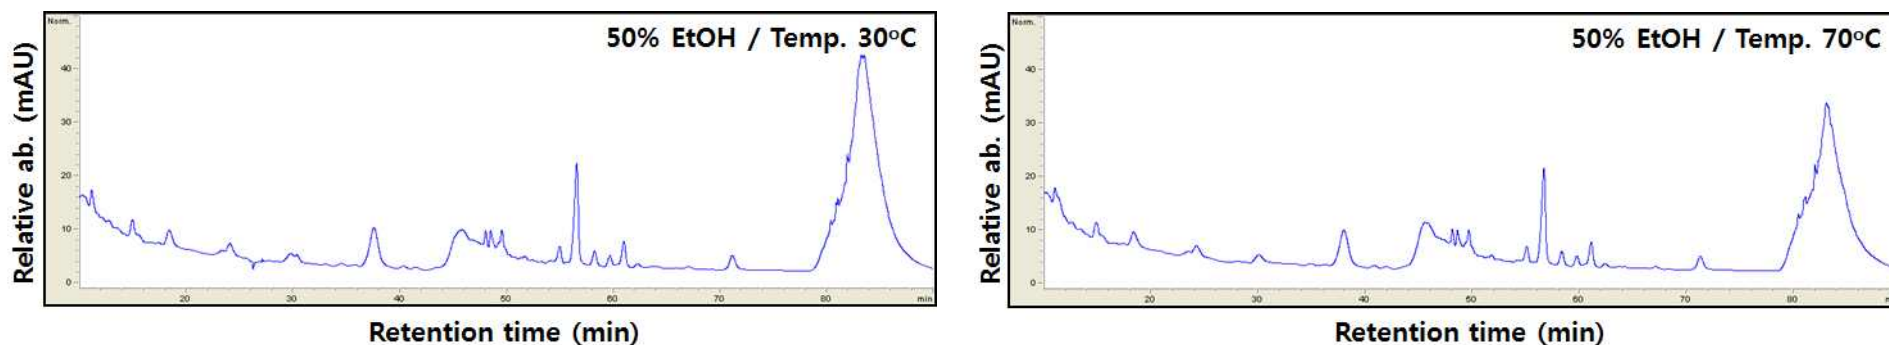 Norm.
50% EtOH / Temp. 30°C
Relative ab. (mAU)
40
30
20
10
0
20 30 40 50 60 70 80 min
Retention time (min)
Norm.
50% EtOH / Temp. 70°C
Relative ab. (mAU)
40
30
20
10
0
20 30 40 50 60 70 80 m
Retention time (min)